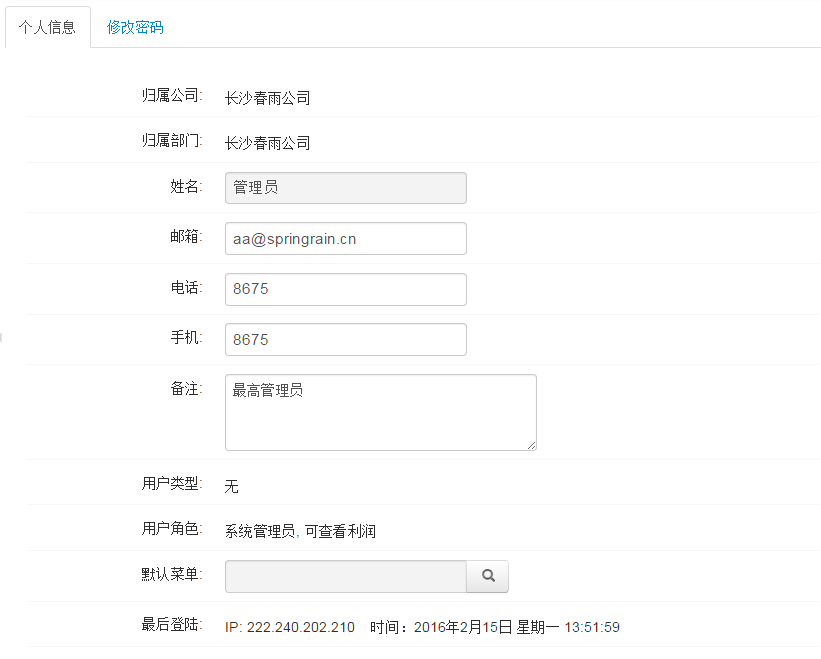 个人信息 修改密码
归属公司: 长沙春雨公司
归属部门: 长沙春雨公司
姓名: 管理员
邮箱: aa@springrain.cn
电话: 8675
手机: 8675
备注: 最高管理员
用户类型: 无
用户角色: 系统管理员, 可查看利润
默认菜单:
最后登陆: IP: 222.240.202.210 时间：2016年2月15日 星期一 13:51:59